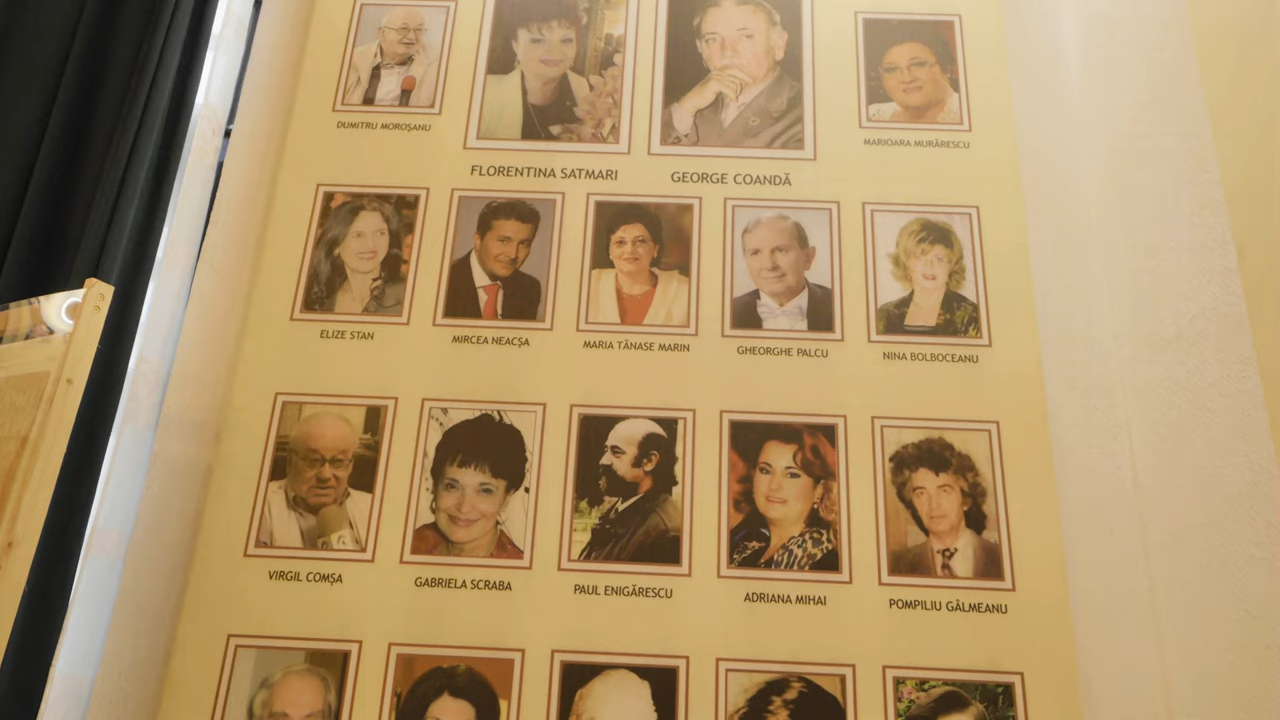 DUMITRU MOROȘANU
FLORENTINA SATMARI
GEORGE COANDĂ
MARIOARA MURĂRESCU
ELIZE STAN
MIRCEA NEACȘA
MARIA TĂNASE MARIN
GHEORGHE PALCU
NINA BOLBOCEANU
VIRGIL COMȘA
GABRIELA SCRABA
PAUL ENIGĂRESCU
ADRIANA MIHAI
POMPILIU GÂLMEANU